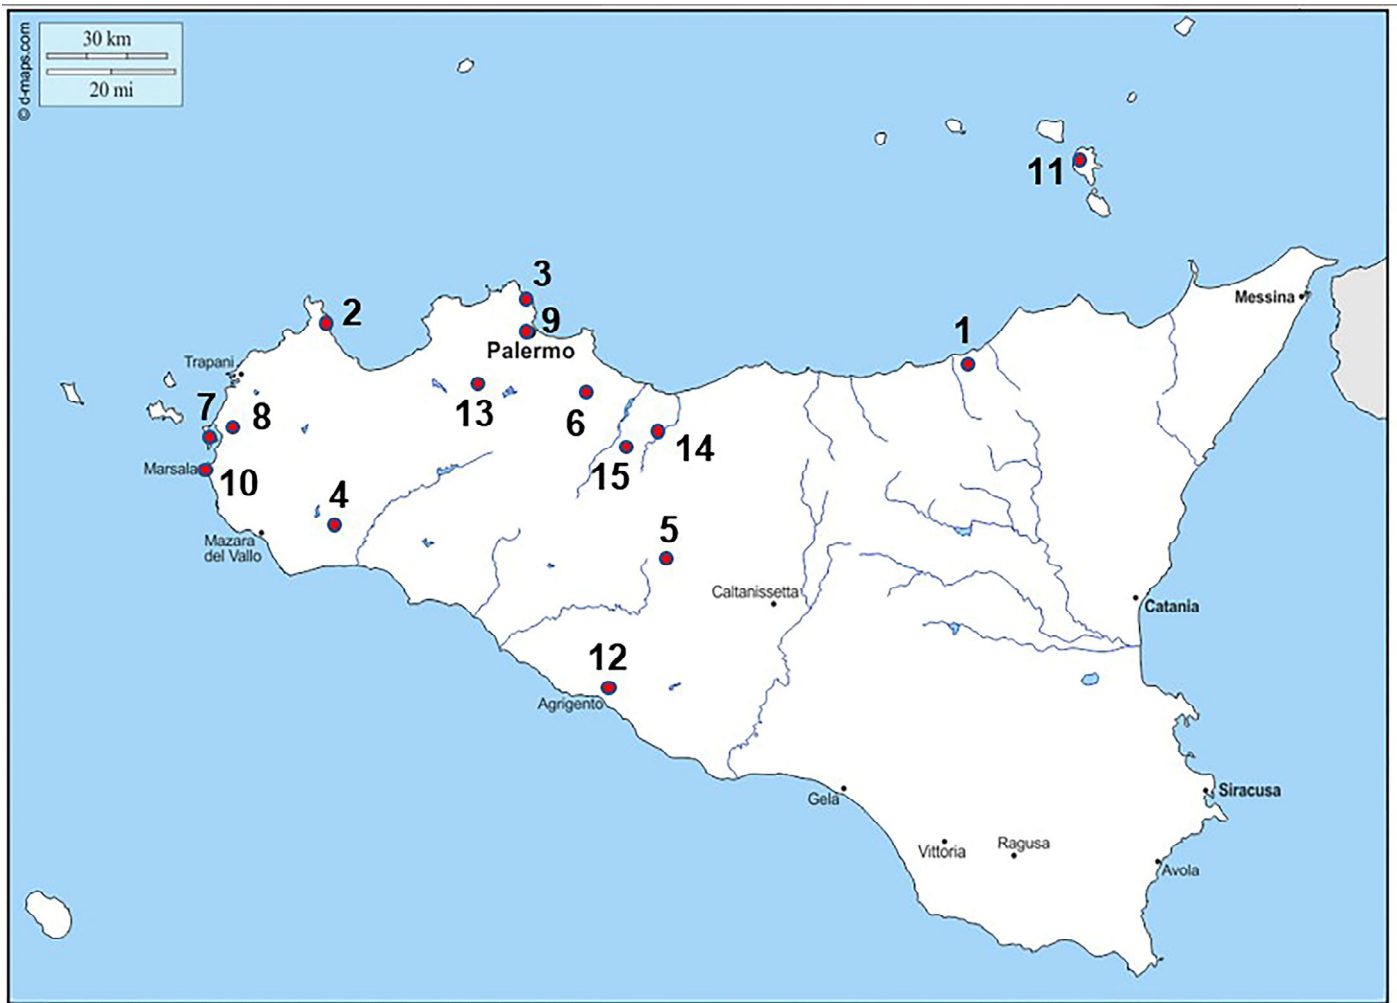 © d-maps.com
30 km
20 mi
11
3
Messina
2
9
1
Palermo
Trapani
7
8
13
6
14
Marsala
10
15
4
5
Mazara
del Vallo
Caltanissetta
Catania
12
Agrigento
Gela
Siracusa
Vittoria
Ragusa
Avola